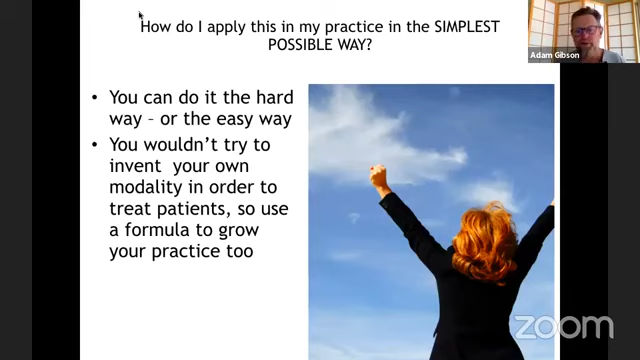 How do I apply this in my practice in the SIMPLEST
POSSIBLE WAY?
Adam Gibson
• You can do it the hard
way – or the easy way
• You wouldn't try to
invent your own
modality in order to
treat patients, so use
a formula to grow
your practice too
zoom